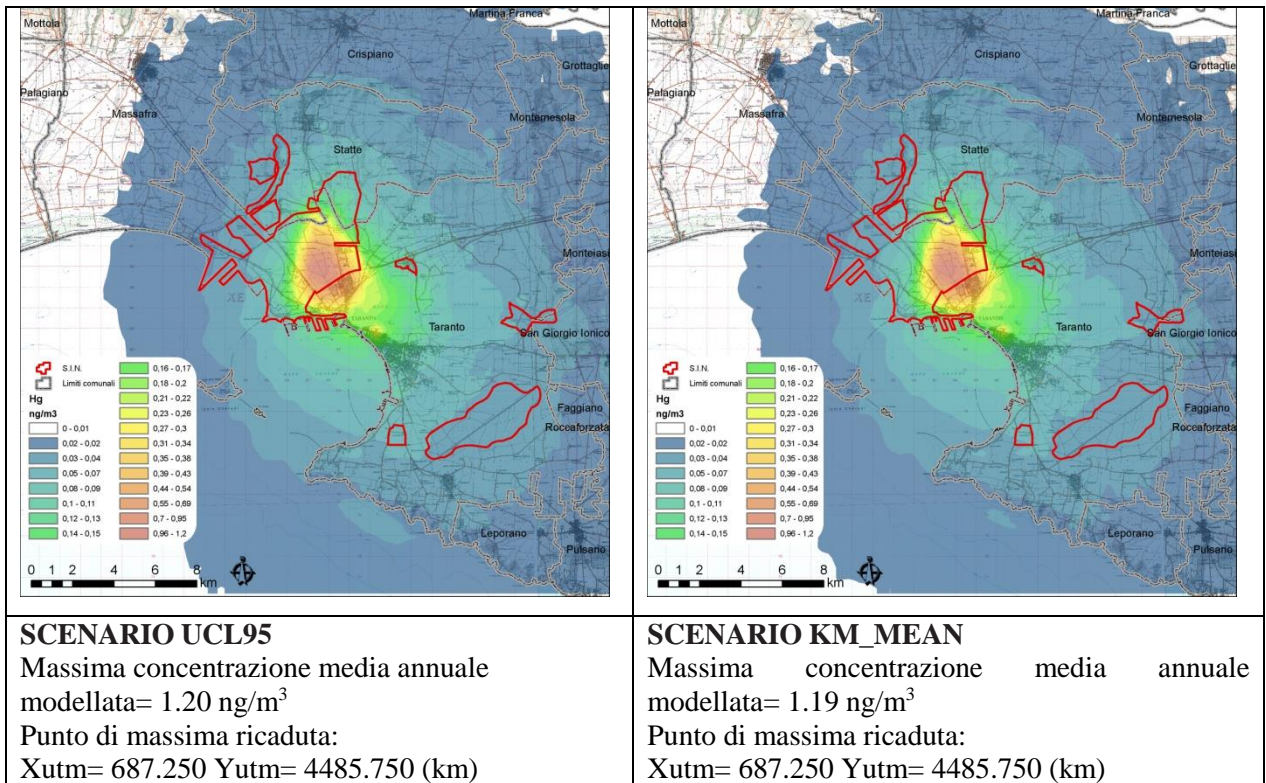 Mottola
Martina Franca
Crispiano
Grottaglie
Palagiano
Massafra
Montemesola
Statte
Monteiasi
XE
TARANTO
Taranto
San Giorgio Ionico
Faggiano
Roccaforzata
Leporano
Pulsano
S.I.N.
Limiti comunali
Hg
ng/m3
0 - 0,01
0,02 - 0,02
0,03 - 0,04
0,05 - 0,07
0,08 - 0,09
0,1 - 0,11
0,12 - 0,13
0,14 - 0,15
0,16 - 0,17
0,18 - 0,2
0,21 - 0,22
0,23 - 0,26
0,27 - 0,3
0,31 - 0,34
0,35 - 0,38
0,39 - 0,43
0,44 - 0,54
0,55 - 0,69
0,7 - 0,95
0,96 - 1,2
0 1 2 4 6 8
km
Mottola
Martina Franca
Crispiano
Grottaglie
Palagiano
Massafra
Montemesola
Statte
Monteiasi
XE
TARANTO
Taranto
San Giorgio Ionico
Faggiano
Roccaforzata
Leporano
Pulsano
S.I.N.
Limiti comunali
Hg
ng/m3
0 - 0,01
0,02 - 0,02
0,03 - 0,04
0,05 - 0,07
0,08 - 0,09
0,1 - 0,11
0,12 - 0,13
0,14 - 0,15
0,16 - 0,17
0,18 - 0,2
0,21 - 0,22
0,23 - 0,26
0,27 - 0,3
0,31 - 0,34
0,35 - 0,38
0,39 - 0,43
0,44 - 0,54
0,55 - 0,69
0,7 - 0,95
0,96 - 1,2
0 1 2 4 6 8
km
SCENARIO UCL95
Massima concentrazione media annuale
modellata= 1.20 ng/m³
Punto di massima ricaduta:
Xutm= 687.250 Yutm= 4485.750 (km)
SCENARIO KM_MEAN
Massima concentrazione media annuale
modellata= 1.19 ng/m³
Punto di massima ricaduta:
Xutm= 687.250 Yutm= 4485.750 (km)